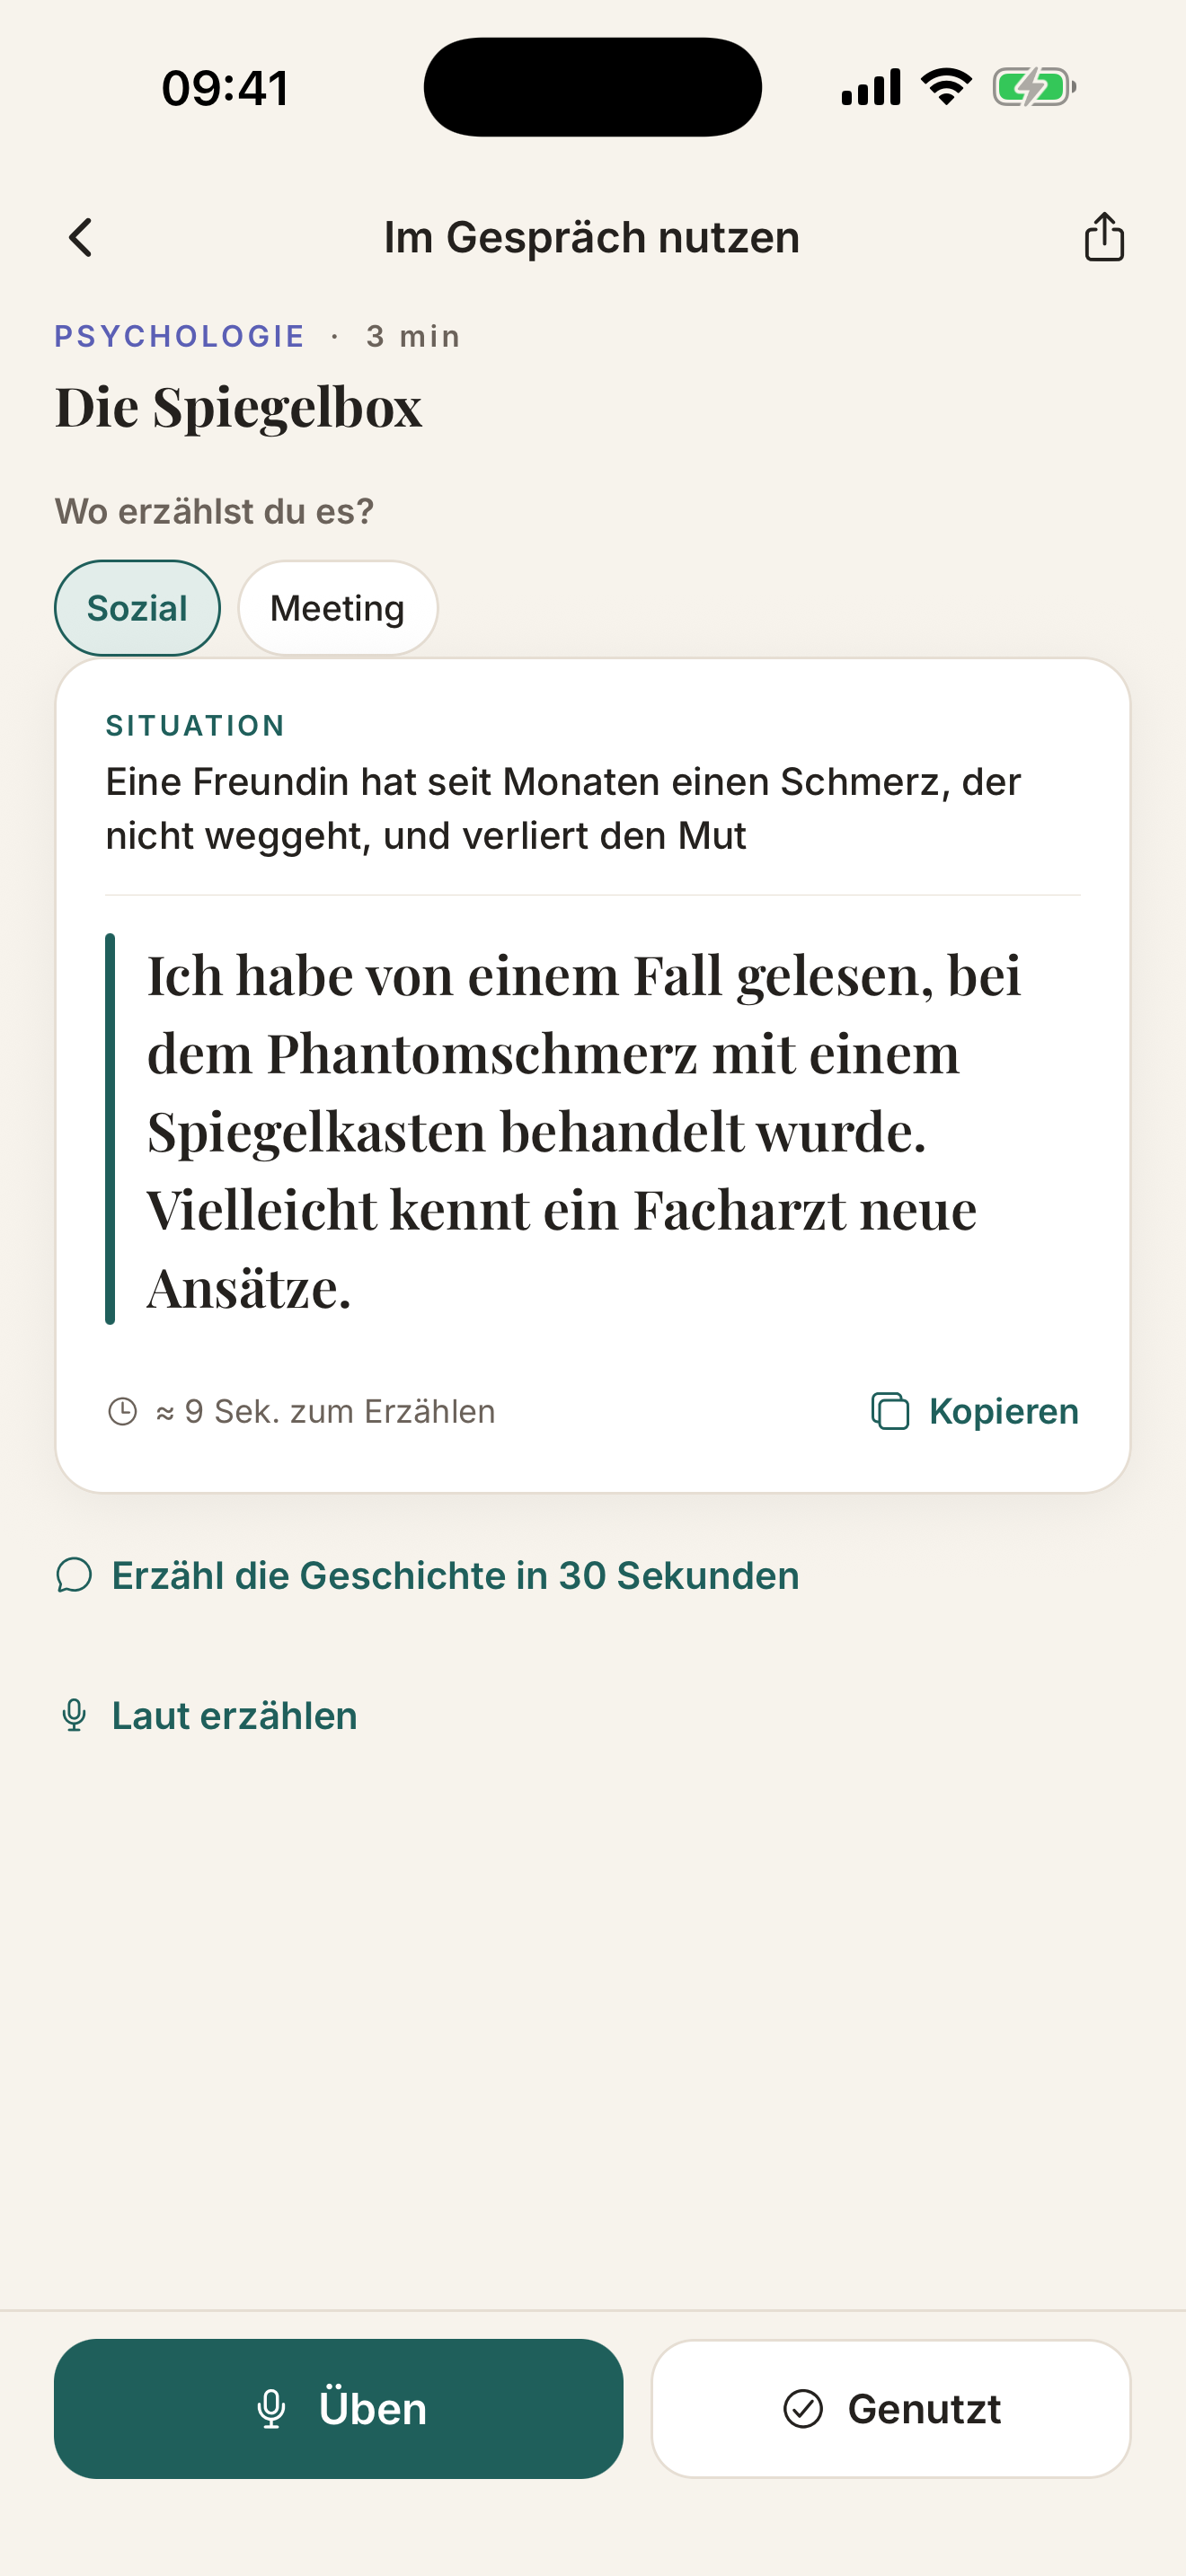 09:41
Im Gespräch nutzen
PSYCHOLOGIE · 3 min
Die Spiegelbox
Wo erzählst du es?
Sozial
Meeting
SITUATION
Eine Freundin hat seit Monaten einen Schmerz, der
nicht weggeht, und verliert den Mut
Ich habe von einem Fall gelesen, bei
dem Phantomschmerz mit einem
Spiegelkasten behandelt wurde.
Vielleicht kennt ein Facharzt neue
Ansätze.
≈ 9 Sek. zum Erzählen
Kopieren
Erzähl die Geschichte in 30 Sekunden
Laut erzählen
Üben
Genutzt